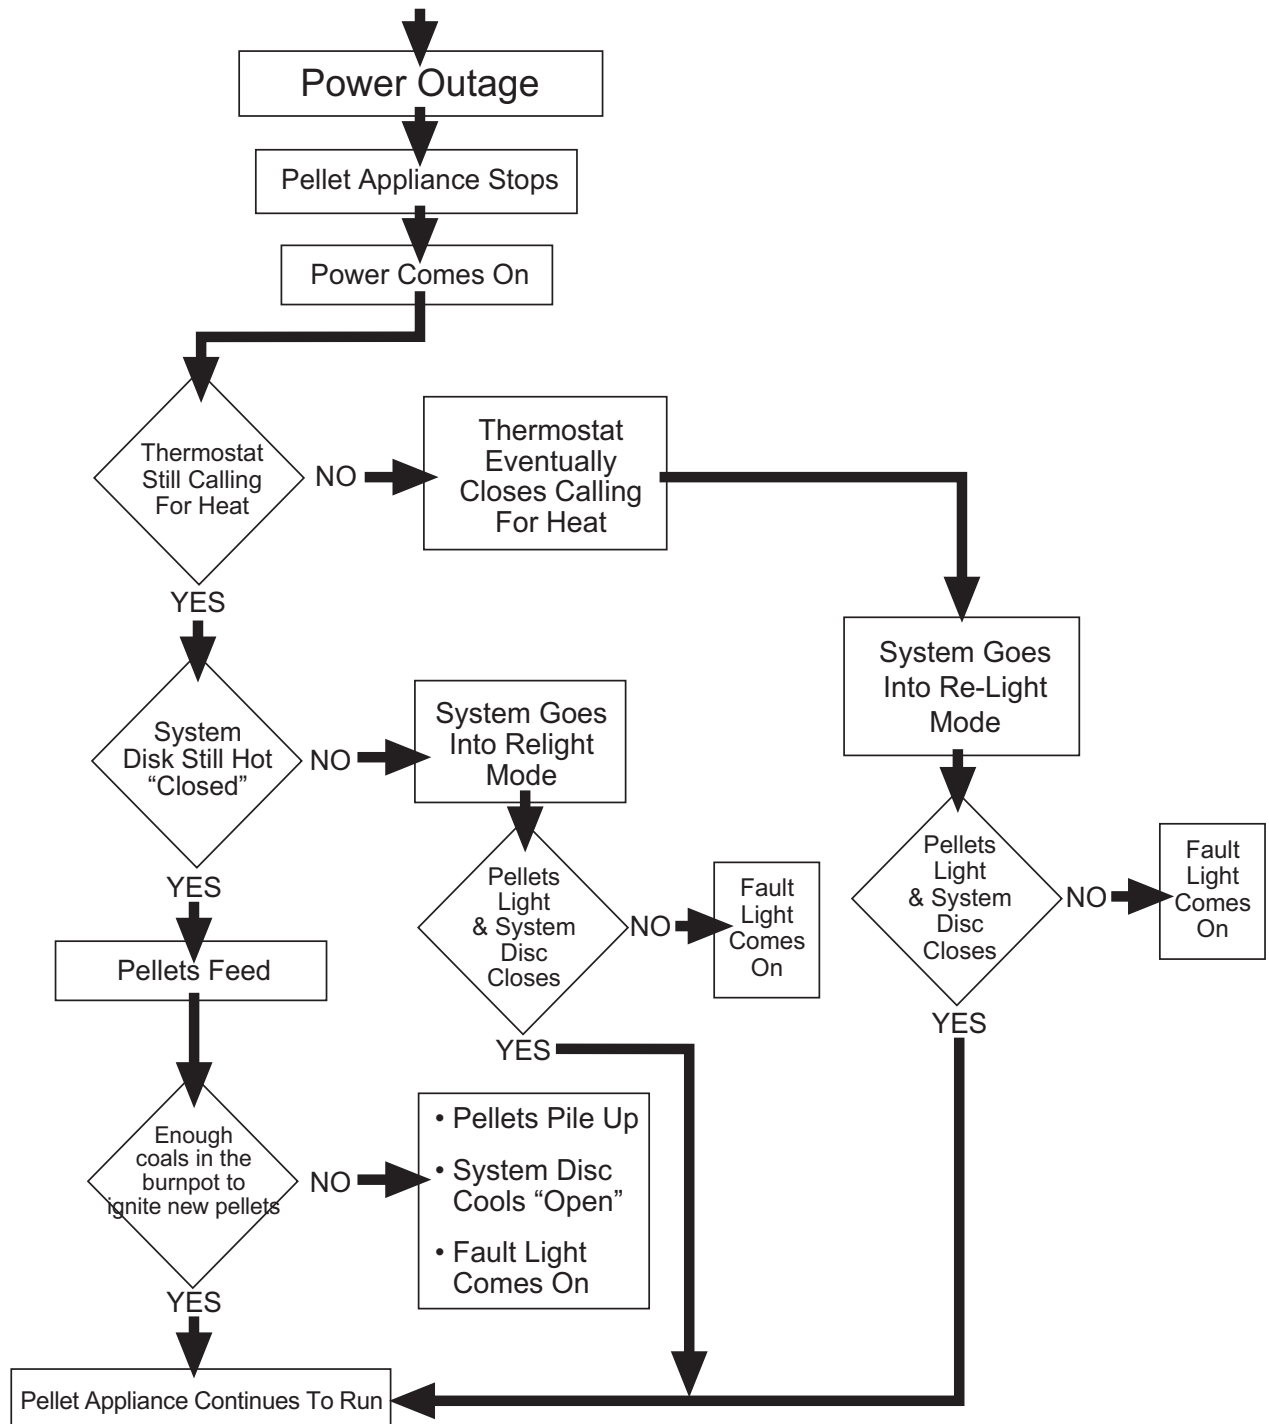 Power Outage
Pellet Appliance Stops
Power Comes On
Thermostat
Still Calling
For Heat
NO
Thermostat
Eventually
Closes Calling
For Heat
YES
System Goes
Into Re-Light
Mode
System
Disk Still Hot
“Closed”
NO
System Goes
Into Relight
Mode
Pellets
Light
& System
Disc
Closes
NO
Fault
Light
Comes
On
YES
Pellets
Light
& System
Disc
Closes
NO
Fault
Light
Comes
On
YES
Pellets Feed
YES
Enough
coals in the
burnpot to
ignite new pellets
NO
• Pellets Pile Up
• System Disc
Cools “Open”
• Fault Light
Comes On
YES
Pellet Appliance Continues To Run